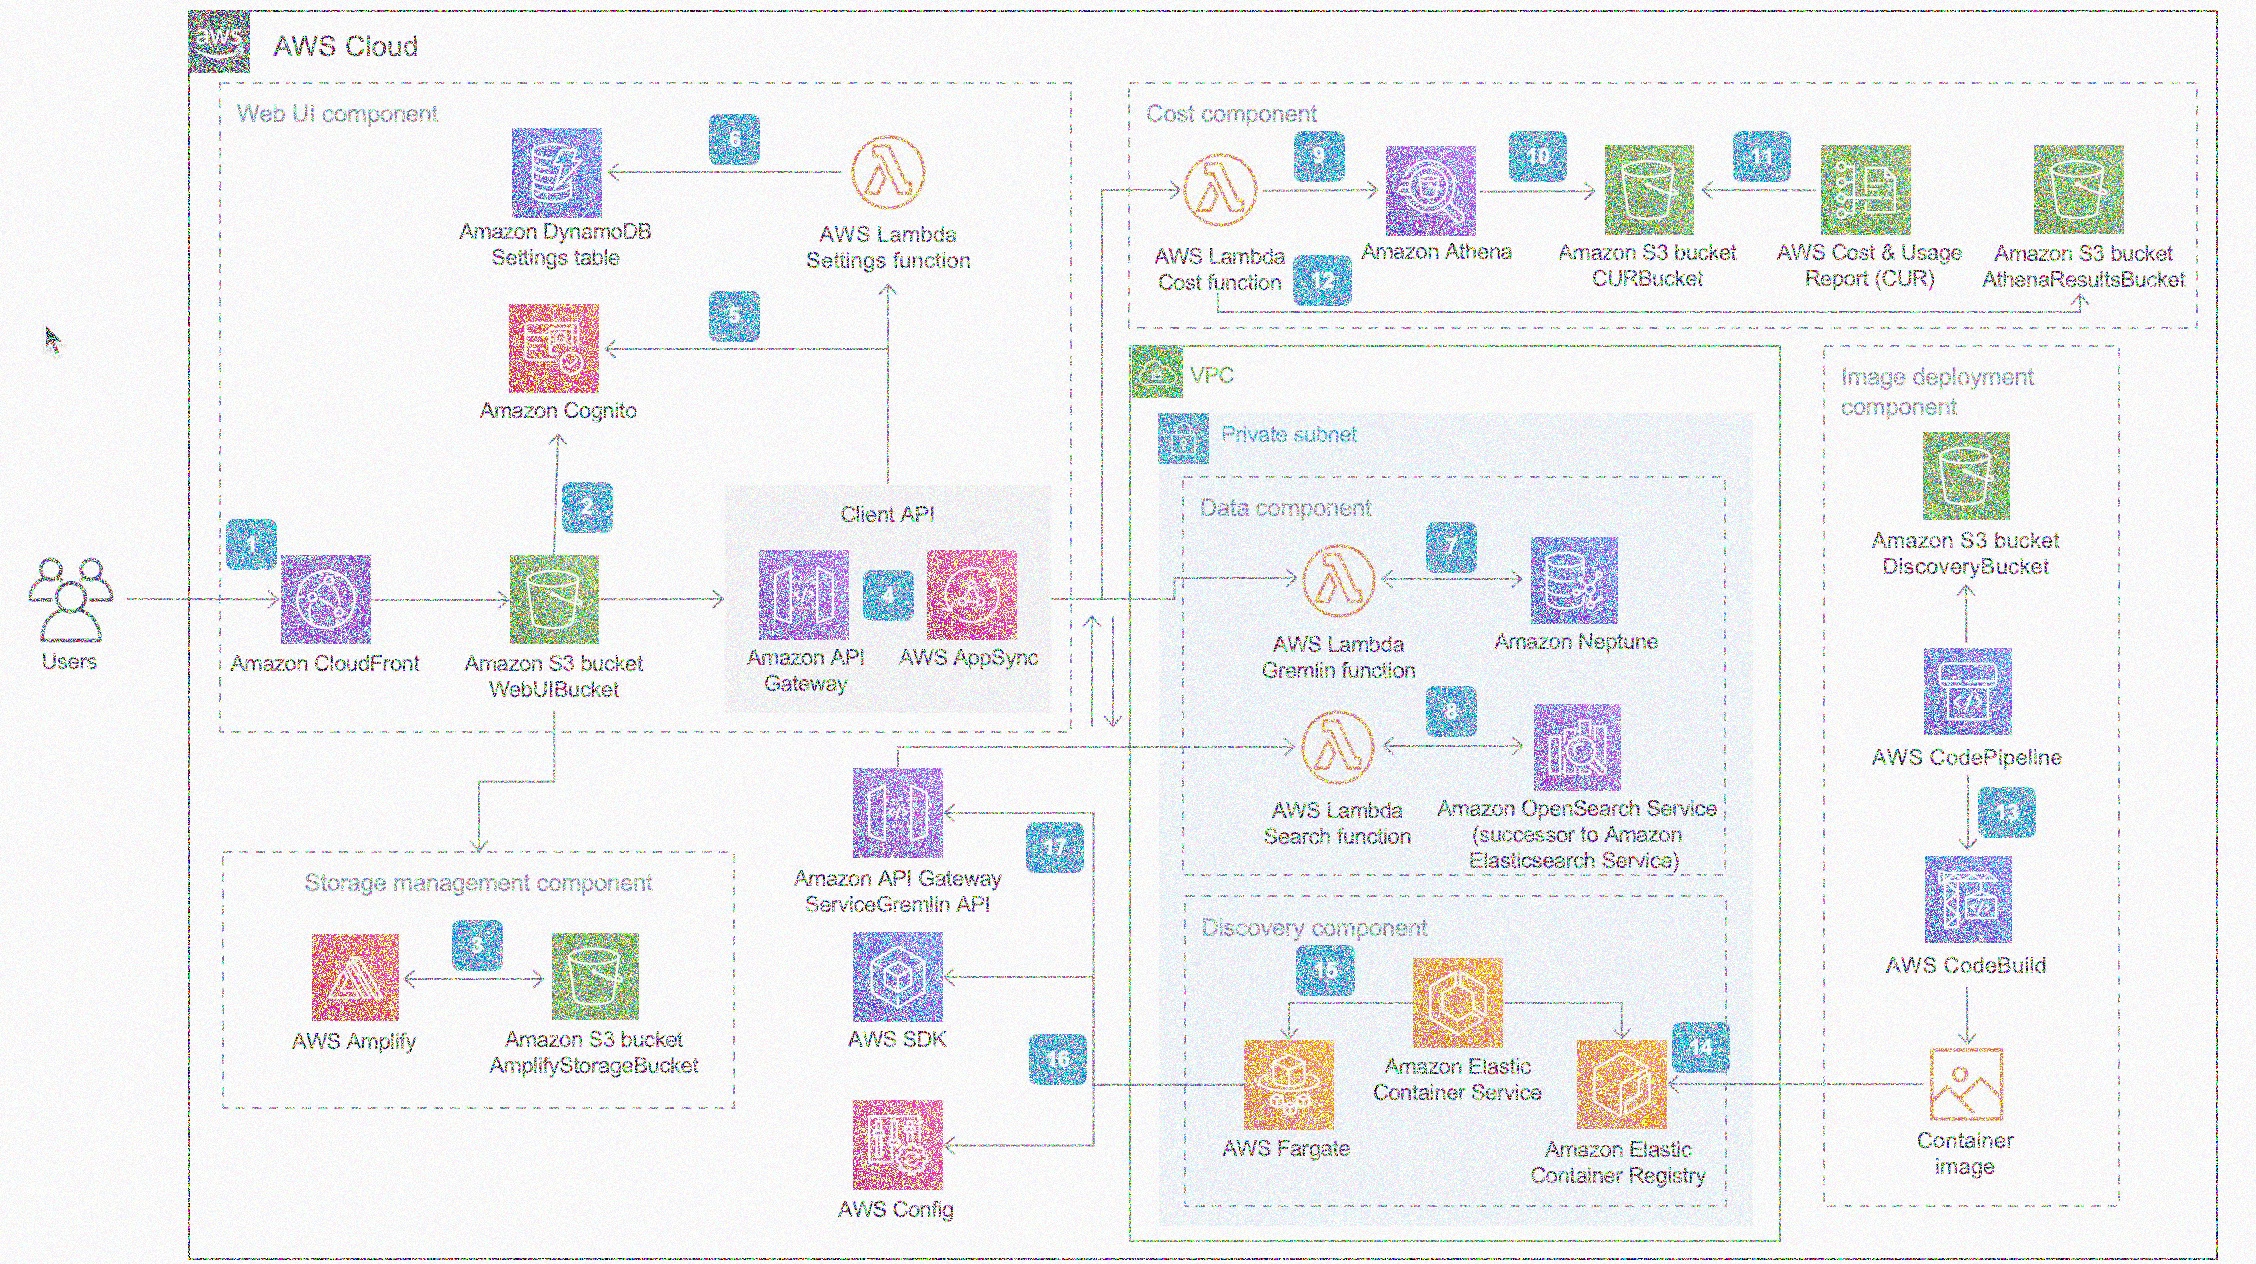 aws
AWS Cloud
Web UI component
6
Amazon DynamoDB
Settings table
AWS Lambda
Settings function
5
Amazon Cognito
2
1
Users
Amazon CloudFront
Amazon S3 bucket
WebUIBucket
Client API
4
Amazon API
Gateway
AWS AppSync
Cost component
9
10
11
AWS Lambda
Cost function
12
Amazon Athena
Amazon S3 bucket
CURBucket
AWS Cost & Usage
Report (CUR)
Amazon S3 bucket
AthenaResultsBucket
VPC
Private subnet
Data component
7
AWS Lambda
Gremlin function
Amazon Neptune
8
AWS Lambda
Search function
Amazon OpenSearch Service
(successor to Amazon
Elasticsearch Service)
Image deployment
component
Amazon S3 bucket
DiscoveryBucket
AWS CodePipeline
13
AWS CodeBuild
Container
image
Storage management component
3
AWS Amplify
Amazon S3 bucket
AmplifyStorageBucket
17
Amazon API Gateway
ServiceGremlin API
AWS SDK
16
AWS Config
Discovery component
15
14
Amazon Elastic
Container Service
AWS Fargate
Amazon Elastic
Container Registry